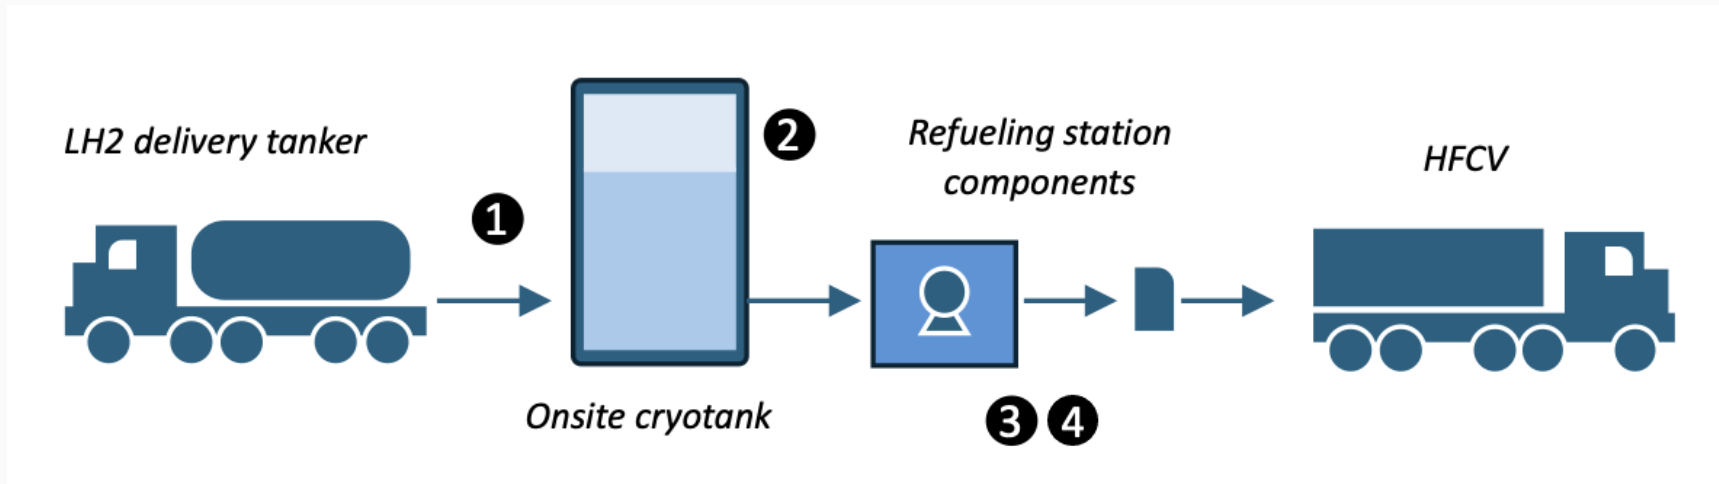 LH2 delivery tanker
1
2
Refueling station
components
HFCV
Onsite cryotank
3 4